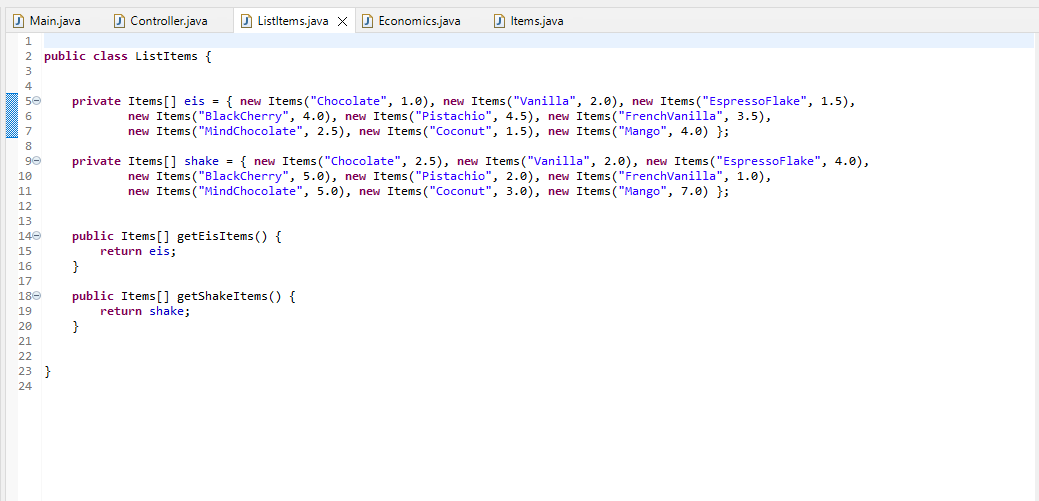 Main.java Controller.java ListItems.java Economics.java Items.java
1
2 public class ListItems {
3
4
5 private Items[] eis = { new Items("Chocolate", 1.0), new Items("Vanilla", 2.0), new Items("EspressoFlake", 1.5),
6 new Items("BlackCherry", 4.0), new Items("Pistachio", 4.5), new Items("FrenchVanilla", 3.5),
7 new Items("MindChocolate", 2.5), new Items("Coconut", 1.5), new Items("Mango", 4.0) };
8
9 private Items[] shake = { new Items("Chocolate", 2.5), new Items("Vanilla", 2.0), new Items("EspressoFlake", 4.0),
10 new Items("BlackCherry", 5.0), new Items("Pistachio", 2.0), new Items("FrenchVanilla", 1.0),
11 new Items("MindChocolate", 5.0), new Items("Coconut", 3.0), new Items("Mango", 7.0) };
12
13
14 public Items[] getEisItems() {
15 return eis;
16 }
17
18 public Items[] getShakeItems() {
19 return shake;
20 }
21
22
23 }
24